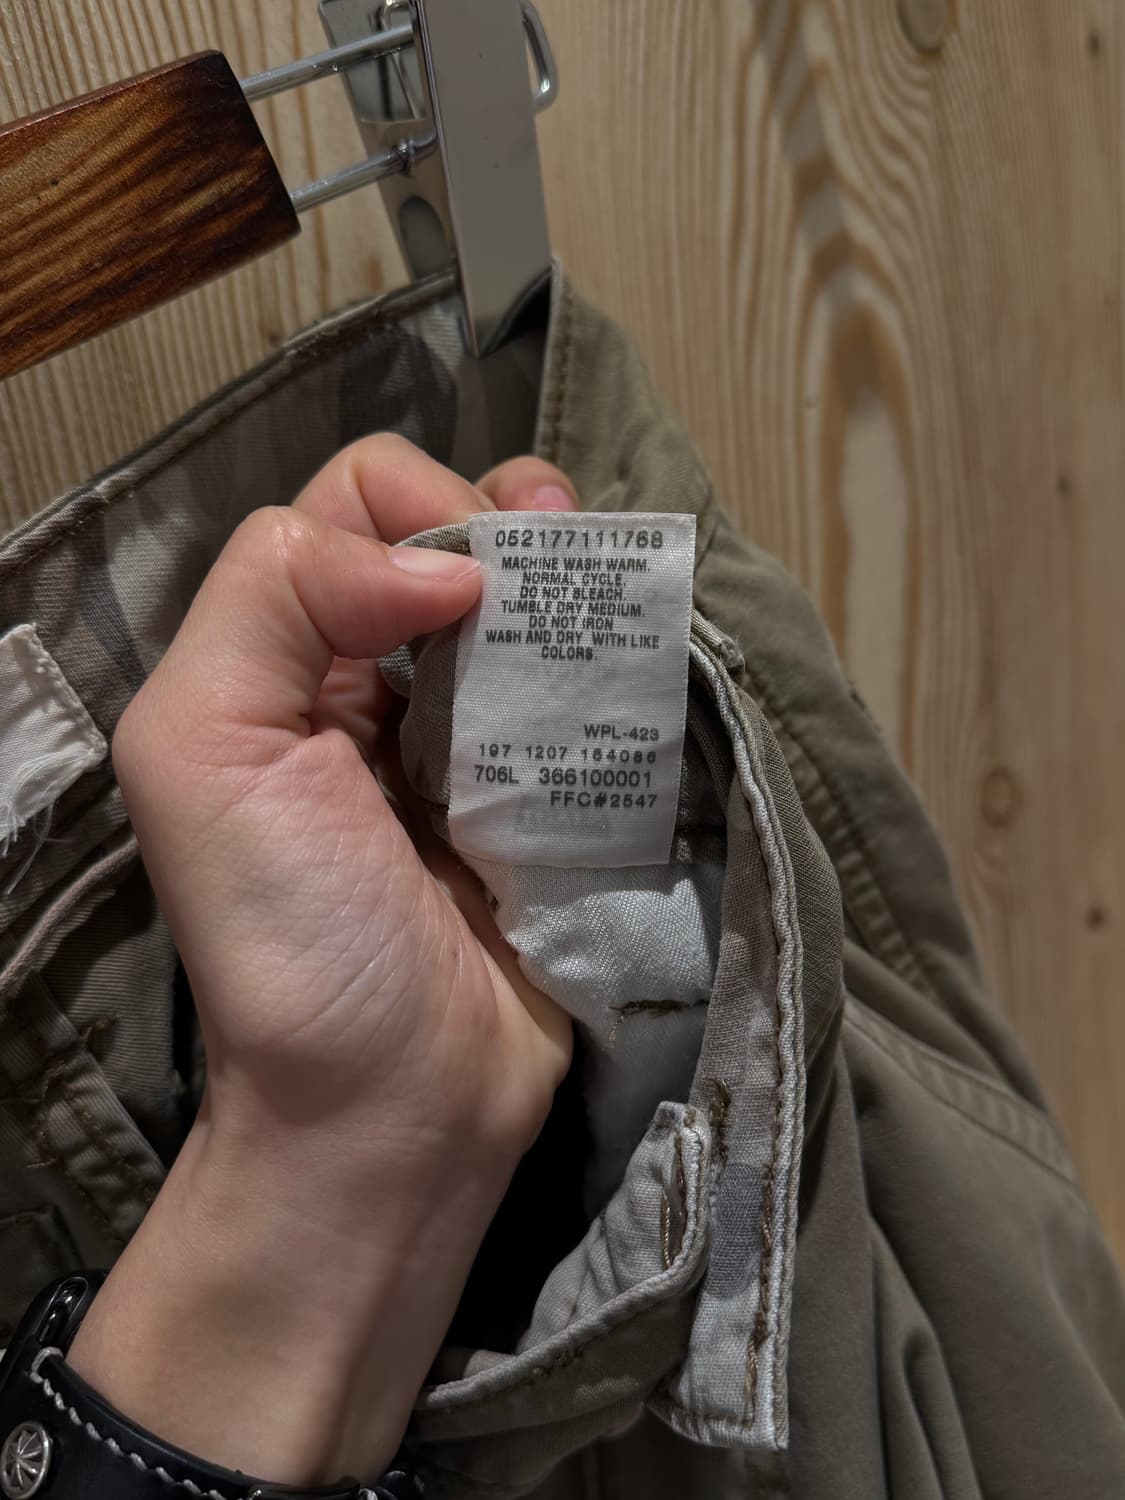 052177111768
MACHINE WASH WARM.
NORMAL CYCLE.
DO NOT BLEACH.
TUMBLE DRY MEDIUM.
DO NOT IRON
WASH AND DRY WITH LIKE
COLORS.
WPL-423
197 1207 164086
706L 366100001
FFC#2547